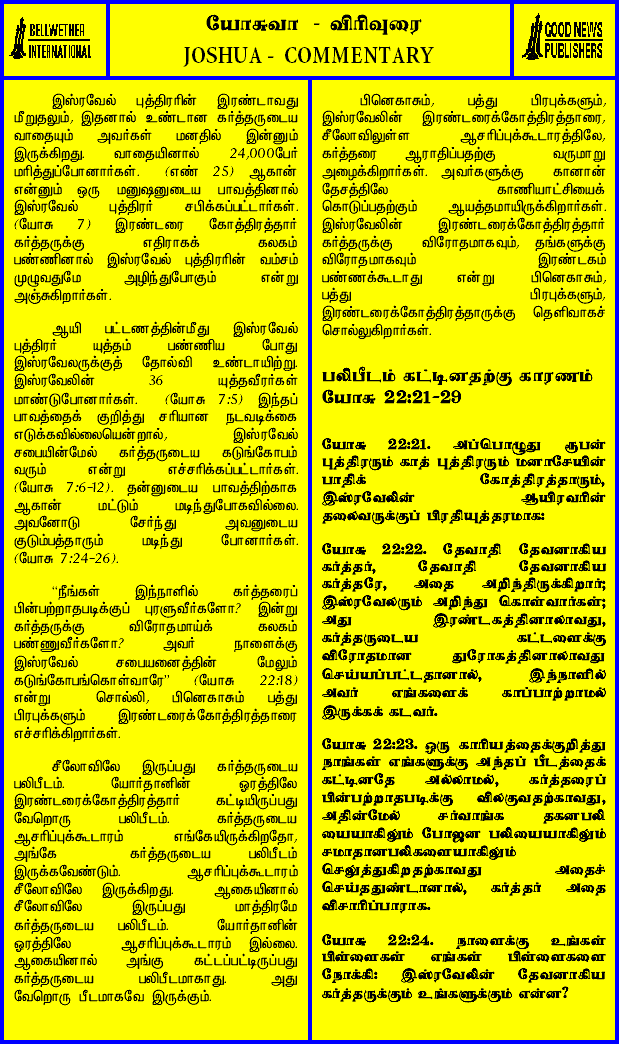 BELLWETHER
INTERNATIONAL
யோசுவா - விரிவுரை
JOSHUA - COMMENTARY
GOOD NEWS
PUBLISHERS
இஸ்ரவேல் புத்திரரின் இரண்டாவது
மீறுதலும், இதனால் உண்டான கர்த்தருடைய
வாதையும் அவர்கள் மனதில் இன்னும்
இருக்கிறது. வாதையினால் 24,000பேர்
மரித்துப்போனார்கள். (எண் 25) ஆகான்
என்னும் ஒரு மனுஷனுடைய பாவத்தினால்
இஸ்ரவேல் புத்திரர் சபிக்கப்பட்டார்கள்.
(யோசு 7) இரண்டரை கோத்திரத்தார்
கர்த்தருக்கு எதிராகக் கலகம்
பண்ணினால் இஸ்ரவேல் புத்திரரின் வம்சம்
முழுவதுமே அழிந்துபோகும் என்று
அஞ்சுகிறார்கள்.
ஆயி பட்டணத்தின்மீது இஸ்ரவேல்
புத்திரர் யுத்தம் பண்ணிய போது
இஸ்ரவேலருகுத் தோல்வி உண்டாயிற்று.
இஸ்ரவேலின் 36 யுத்தவீரர்கள்
மாண்டுபோனார்கள். (யோசு 7:5) இந்தப்
பாவத்தைக் குறித்து சரியான நடவடிக்கை
எடுக்கவில்லையென்றால், இஸ்ரவேல்
சபையின்மேல் கர்த்தருடைய கடுங்கோபம்
வரும் என்று எச்சரிக்கப்பட்டார்கள்.
(யோசு 7:6-12). தன்னுடைய பாவத்திற்காக
ஆகான் மட்டும் மடிந்துபோகவில்லை.
அவனோடு சேர்ந்து அவனுடைய
குடும்பத்தாரும் மடிந்து போனார்கள்.
(யோசு 7:24-26).
“நீங்கள் இந்நாளில் கர்த்தரைப்
பின்பற்றாதபடிக்குப் புரளுவீர்களோ? இன்று
கர்த்தருக்கு விரோதமாய்க் கலகம்
பண்ணுவீர்களோ? அவர் நாளைக்கு
இஸ்ரவேல் சபையனைத்தின் மேலும்
கடுங்கோபங்கொள்வாரே” (யோசு 22:18)
என்று சொல்லி, பினெகாசும் பத்து
பிரபுக்களும் இரண்டரைக்கோத்திரத்தாரை
எச்சரிக்கிறார்கள்.
சீலோவிலே இருப்பது கர்த்தருடைய
பலிபீடம். யோர்தானின் ஓரத்திலே
இரண்டரைக்கோத்திரத்தார் கட்டியிருப்பது
வேறொரு பலிபீடம். கர்த்தருடைய
ஆசரிப்புக்கூடாரம் எங்கேயிருக்கிறதோ,
அங்கே கர்த்தருடைய பலிபீடம்
இருக்கவேண்டும். ஆசரிப்புக்கூடாரம்
சீலோவிலே இருக்கிறது. ஆகையினால்
சீலோவிலே இருப்பது மாத்திரமே
கர்த்தருடைய பலிபீடம். யோர்தானின்
ஓரத்திலே ஆசரிப்புக்கூடாரம் இல்லை.
ஆகையினால் அங்கு கட்டப்பட்டிருப்பது
கர்த்தருடைய பலிபீடமாகாது. அது
வேறொரு பீடமாகவே இருக்கும்.
பினெகாசும், பத்து பிரபுக்களும்,
இஸ்ரவேலின் இரண்டரைக்கோத்திரத்தாரை,
சீலோவிலுள்ள ஆசரிப்புக்கூடாரத்திலே,
கர்த்தரை ஆராதிப்பதற்கு வருமாறு
அழைக்கிறார்கள். அவர்களுக்கு கானான்
தேசத்திலே காணியாட்சியைக்
கொடுப்பதற்கும் ஆயத்தமாயிருக்கிறார்கள்.
இஸ்ரவேலின் இரண்டரைக்கோத்திரத்தார்
கர்த்தருக்கு விரோதமாகவும், தங்களுக்கு
விரோதமாகவும் இரண்டகம்
பண்ணக்கூடாது என்று பினெகாசும்,
பத்து பிரபுக்களும்,
இரண்டரைக்கோத்திரத்தாருக்கு தெளிவாகச்
சொல்லுகிறார்கள்.
பலிபீடம் கட்டினதற்கு காரணம்
யோசு 22:21-29
யோசு 22:21. அப்பொழுது ரூபன்
புத்திரரும் காத் புத்திரரும் மனாசேயின்
பாதிக் கோத்திரத்தாரும்,
இஸ்ரவேலின் ஆயிரவரின்
தலைவருக்குப் பிரதியுத்தரமாக:
யோசு 22:22. தேவாதி தேவனாகிய
கர்த்தர், தேவாதி தேவனாகிய
கர்த்தரே, அதை அறிந்திருக்கிறார்;
இஸ்ரவேலரும் அறிந்து கொள்வார்கள்;
அது இரண்டகத்தினாலாவது,
கர்த்தருடைய கட்டளைக்கு
விரோதமான துரோகத்தினாலாவது
செய்யப்பட்டதானால், இந்நாளில்
அவர் எங்களைக் காப்பாற்றாமல்
இருக்கக் கடவர்.
யோசு 22:23. ஒரு காரியத்தைக்குறித்து
நாங்கள் எங்களுக்கு அந்தப் பீடத்தைக்
கட்டினதே அல்லாமல், கர்த்தரைப்
பின்பற்றாதபடிக்கு விலகுவதற்காவது,
அதின்மேல் சர்வாங்க தகனபலி
யையாகிலும் போஜன பலியையாகிலும்
சமாதானபலிகளையாகிலும்
செலுத்துகிறதற்காவது அதைச்
செய்ததுண்டானால், கர்த்தர் அதை
விசாரிப்பாராக.
யோசு 22:24. நாளைக்கு உங்கள்
பிள்ளைகள் எங்கள் பிள்ளைகளை
நோக்கி: இஸ்ரவேலின் தேவனாகிய
கர்த்தருக்கும் உங்களுக்கும் என்ன?